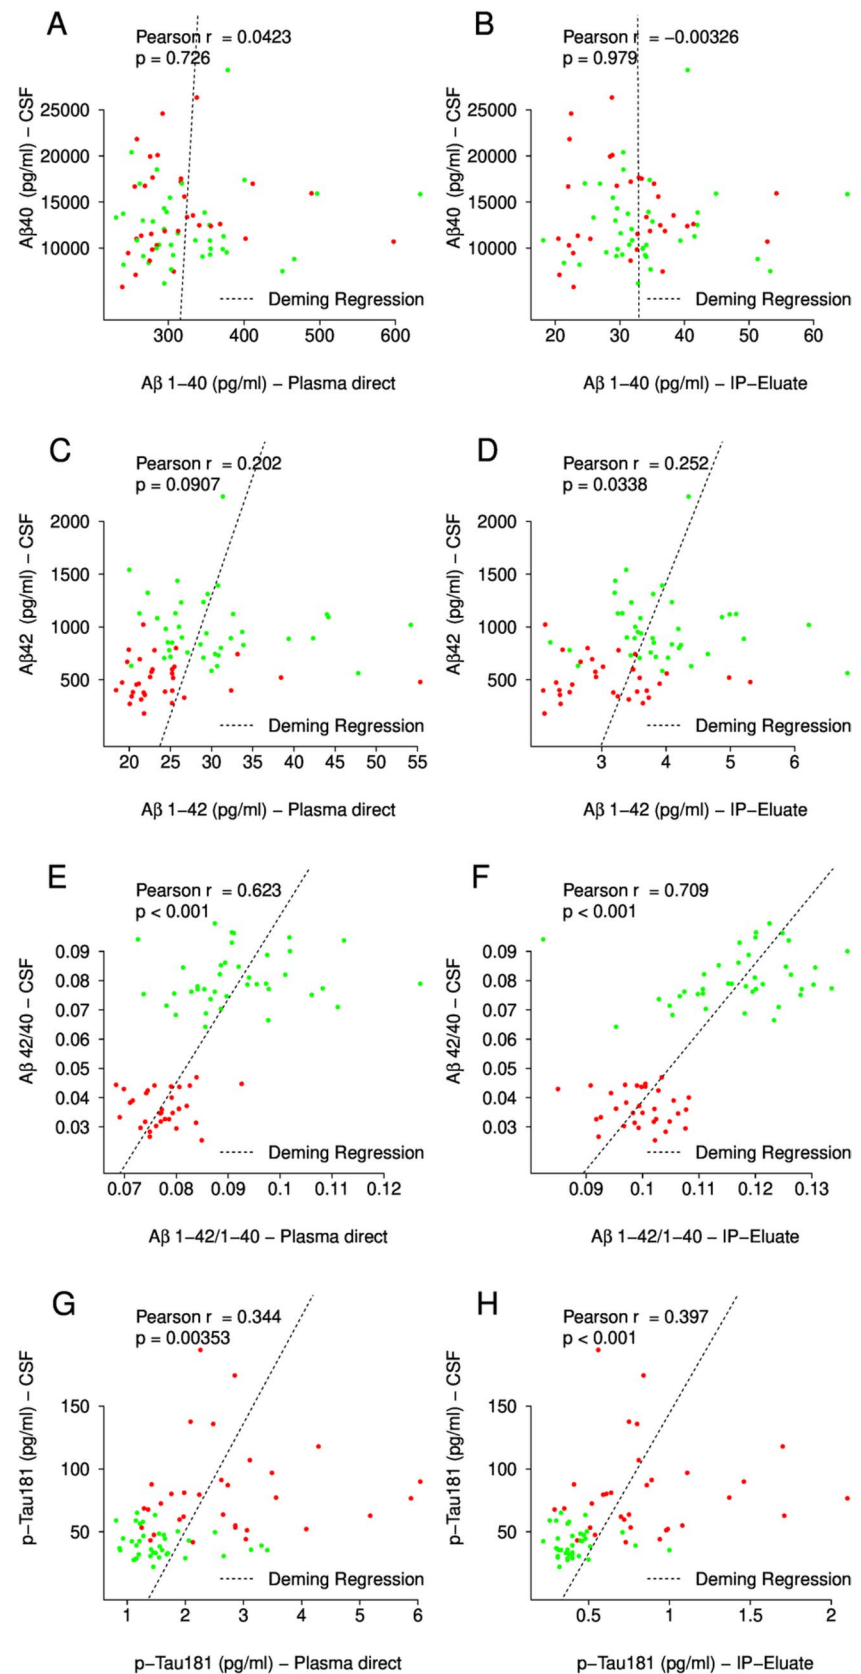 A
Pearson r = 0.0423
p = 0.726
Aβ40 (pg/ml) – CSF
25000
20000
15000
10000
Deming Regression
300 400 500 600
Aβ 1–40 (pg/ml) – Plasma direct
B
Pearson r = –0.00326
p = 0.979
Aβ40 (pg/ml) – CSF
25000
20000
15000
10000
Deming Regression
20 30 40 50 60
Aβ 1–40 (pg/ml) – IP–Eluate
C
Pearson r = 0.202
p = 0.0907
Aβ42 (pg/ml) – CSF
2000
1500
1000
500
Deming Regression
20 25 30 35 40 45 50 55
Aβ 1–42 (pg/ml) – Plasma direct
D
Pearson r = 0.252
p = 0.0338
Aβ42 (pg/ml) – CSF
2000
1500
1000
500
Deming Regression
3 4 5 6
Aβ 1–42 (pg/ml) – IP–Eluate
E
Pearson r = 0.623
p < 0.001
Aβ 42/40 – CSF
0.09
0.08
0.07
0.06
0.05
0.04
0.03
Deming Regression
0.07 0.08 0.09 0.1 0.11 0.12
Aβ 1–42/1–40 – Plasma direct
F
Pearson r = 0.709
p < 0.001
Aβ 42/40 – CSF
0.09
0.08
0.07
0.06
0.05
0.04
0.03
Deming Regression
0.09 0.1 0.11 0.12 0.13
Aβ 1–42/1–40 – IP–Eluate
G
Pearson r = 0.344
p = 0.00353
p–Tau181 (pg/ml) – CSF
150
100
50
Deming Regression
1 2 3 4 5 6
p–Tau181 (pg/ml) – Plasma direct
H
Pearson r = 0.397
p < 0.001
p–Tau181 (pg/ml) – CSF
150
100
50
Deming Regression
0.5 1 1.5 2
p–Tau181 (pg/ml) – IP–Eluate